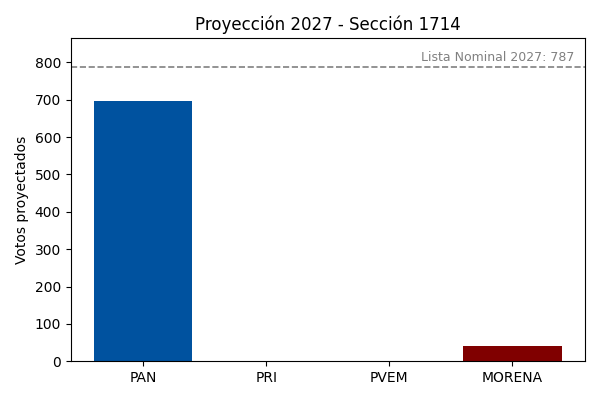 Proyección 2027 - Sección 1714
Lista Nominal 2027: 787
Votos proyectados
800
700
600
500
400
300
200
100
0
PAN PRI PVEM MORENA